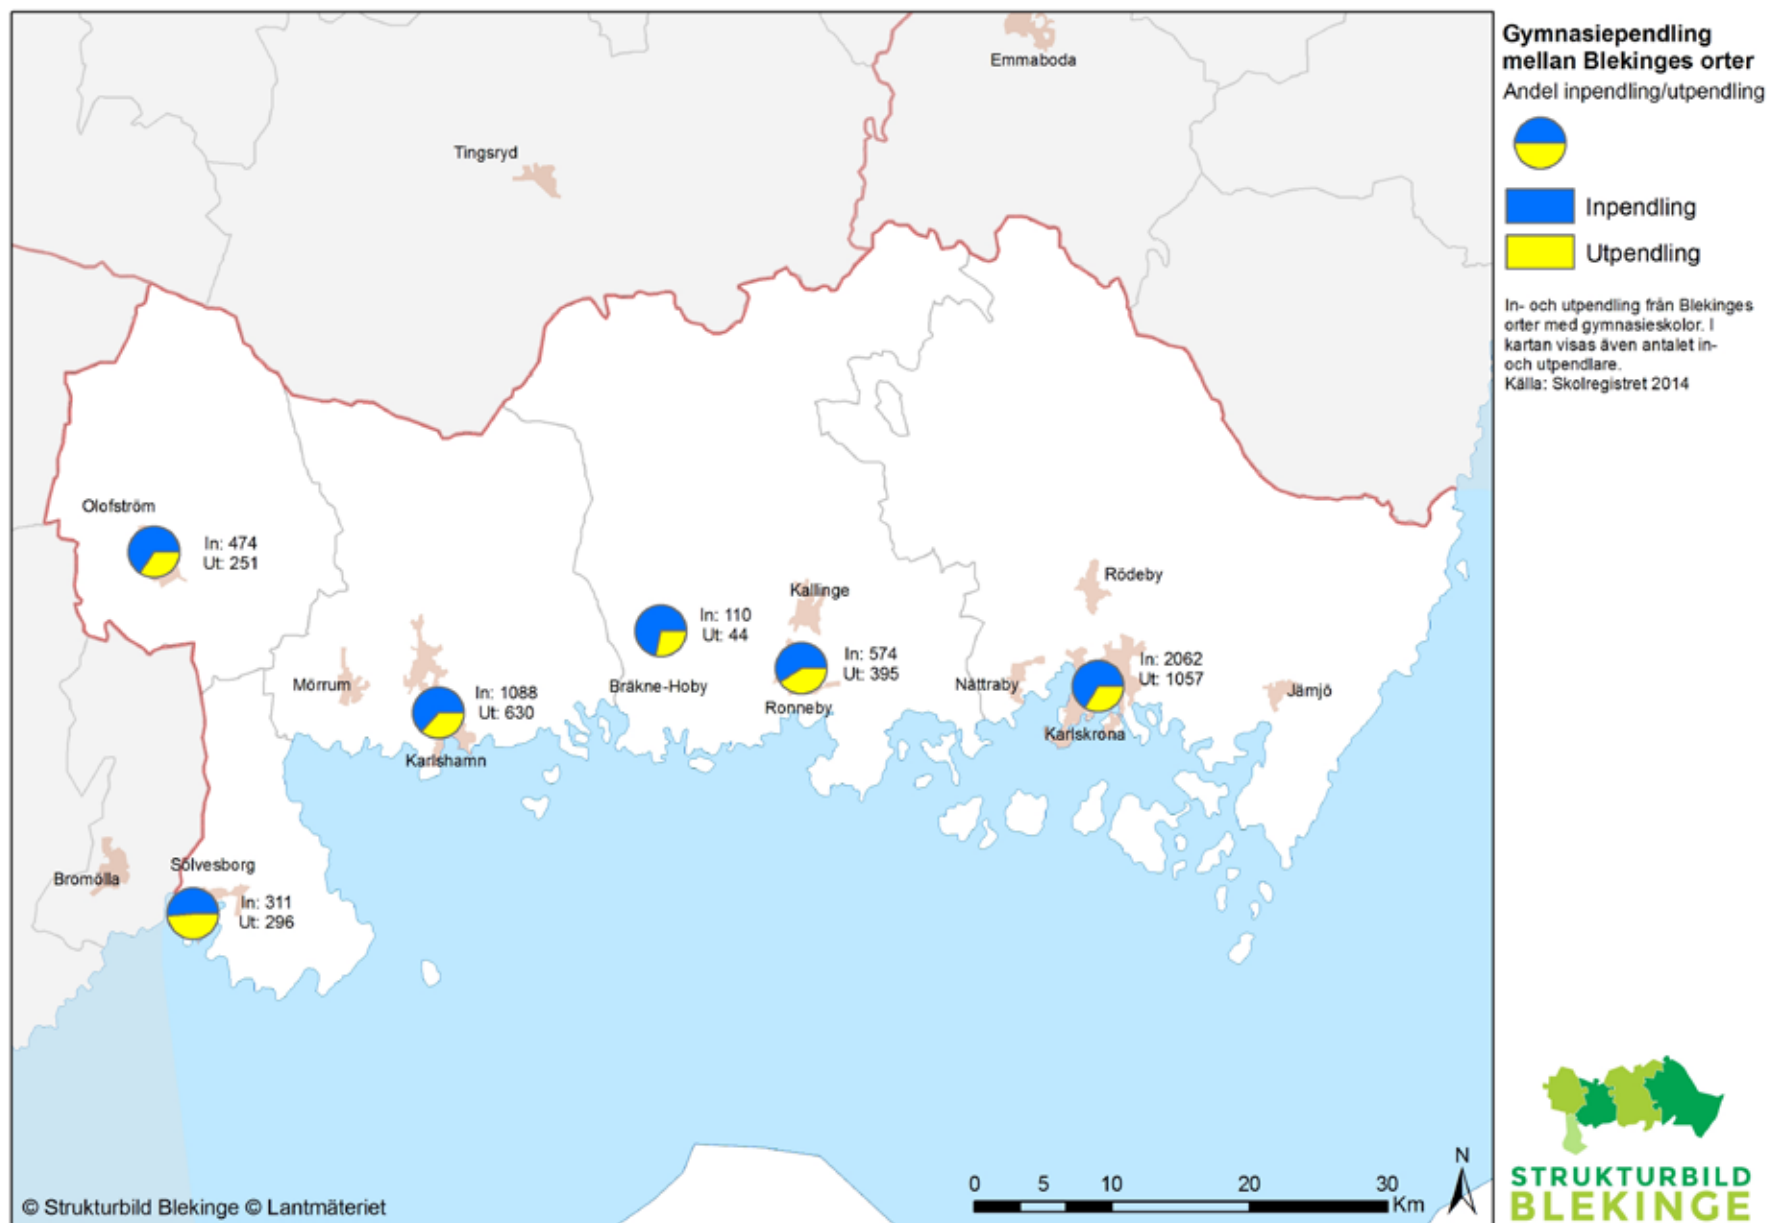 Gymnasiependling
mellan Blekinges orter
Andel inpendling/utpendling
Inpendling
Utpendling
In- och utpendling från Blekinges
orter med gymnasieskolor. I
kartan visas även antalet in-
och utpendlare.
Källa: Skolregistret 2014
Emmaboda
Tingsryd
Olofström
In: 474
Ut: 251
Mörrum
In: 1088
Ut: 630
Karlshamn
In: 110
Ut: 44
Bräkne-Hoby
Kallinge
In: 574
Ut: 395
Ronneby
Rödeby
Nättraby
In: 2062
Ut: 1057
Karlskrona
Jämjö
Bromölla
Sölvesborg
In: 311
Ut: 296
© Strukturbild Blekinge © Lantmäteriet
0 5 10 20 30
Km
N
STRUKTURBILD
BLEKINGE